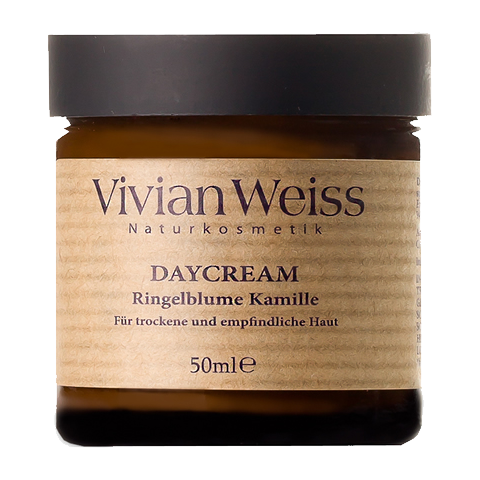 Vivian Weiss
Naturkosmetik
DAYCREAM
Ringelblume Kamille
Für trockene und empfindliche Haut
50ml℮